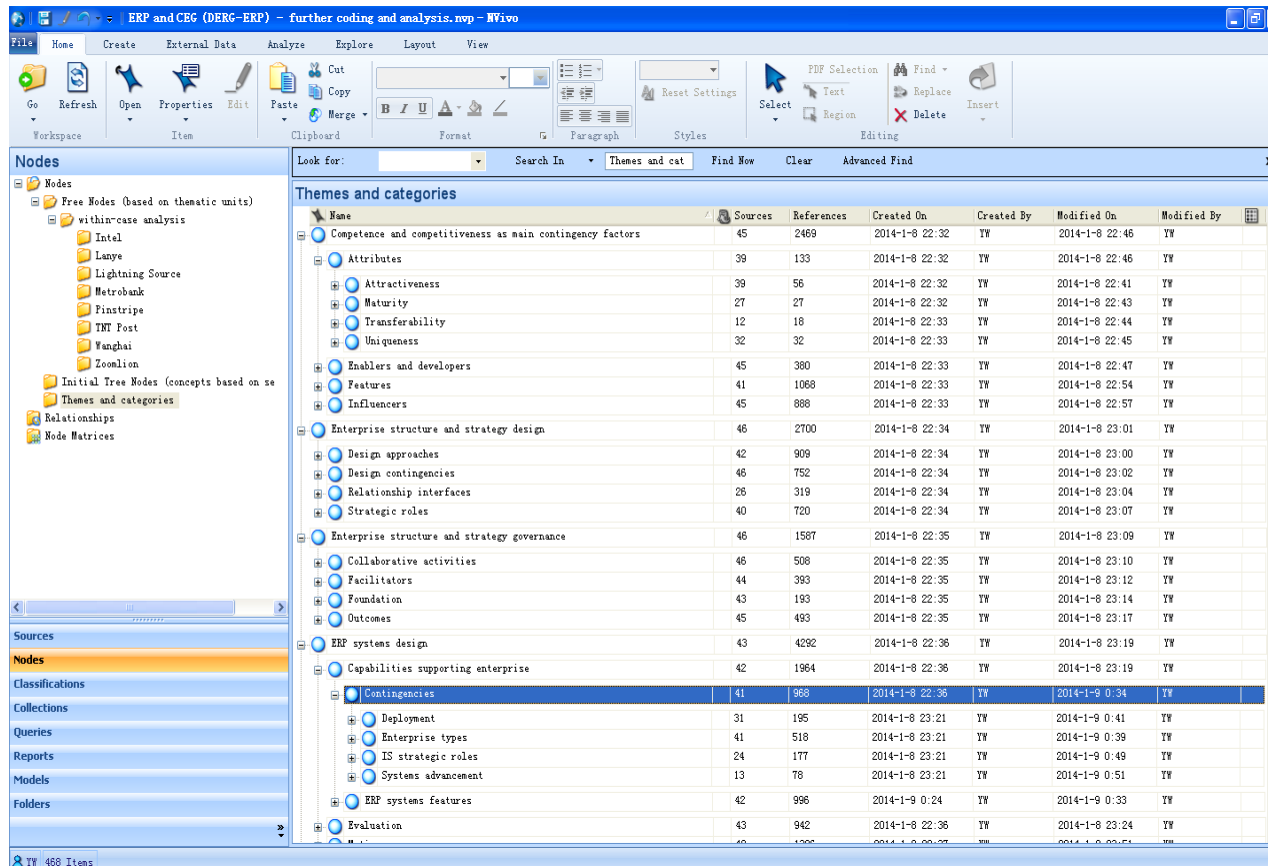 ERP and CEG (DERG-ERP) - further coding and analysis.nvp - NVivo
File Home Create External Data Analyze Explore Layout View
Go Refresh Open Properties Edit Paste Cut Copy Merge B I U A Reset Settings Select PDF Selection Text Region Find Replace Delete Insert
Workspace Item Clipboard Format Paragraph Styles Editing
Nodes
Look for: Search In Themes and cat Find Now Clear Advanced Find
Nodes
Free Nodes (based on thematic units)
within-case analysis
Intel
Lanye
Lightning Source
Metrobank
Pinstripe
TNT Post
Wanghai
Zoomlion
Initial Tree Nodes (concepts based on se
Themes and categories
Relationships
Node Matrices
Sources
Nodes
Classifications
Collections
Queries
Reports
Models
Folders
Themes and categories
Name Sources References Created On Created By Modified On Modified By
Competence and competitiveness as main contingency factors 45 2469 2014-1-8 22:32 YW 2014-1-8 22:46 YW
Attributes 39 133 2014-1-8 22:32 YW 2014-1-8 22:46 YW
Attractiveness 39 56 2014-1-8 22:32 YW 2014-1-8 22:41 YW
Maturity 27 27 2014-1-8 22:32 YW 2014-1-8 22:43 YW
Transferability 12 18 2014-1-8 22:33 YW 2014-1-8 22:44 YW
Uniqueness 32 32 2014-1-8 22:33 YW 2014-1-8 22:45 YW
Enablers and developers 45 380 2014-1-8 22:33 YW 2014-1-8 22:47 YW
Features 41 1068 2014-1-8 22:33 YW 2014-1-8 22:54 YW
Influencers 45 888 2014-1-8 22:33 YW 2014-1-8 22:57 YW
Enterprise structure and strategy design 46 2700 2014-1-8 22:34 YW 2014-1-8 23:01 YW
Design approaches 42 909 2014-1-8 22:34 YW 2014-1-8 23:00 YW
Design contingencies 46 752 2014-1-8 22:34 YW 2014-1-8 23:02 YW
Relationship interfaces 26 319 2014-1-8 22:34 YW 2014-1-8 23:04 YW
Strategic roles 40 720 2014-1-8 22:34 YW 2014-1-8 23:07 YW
Enterprise structure and strategy governance 46 1587 2014-1-8 22:35 YW 2014-1-8 23:09 YW
Collaborative activities 46 508 2014-1-8 22:35 YW 2014-1-8 23:10 YW
Facilitators 44 393 2014-1-8 22:35 YW 2014-1-8 23:12 YW
Foundation 43 193 2014-1-8 22:35 YW 2014-1-8 23:14 YW
Outcomes 45 493 2014-1-8 22:35 YW 2014-1-8 23:17 YW
ERP systems design 43 4292 2014-1-8 22:36 YW 2014-1-8 23:19 YW
Capabilities supporting enterprise 42 1964 2014-1-8 22:36 YW 2014-1-8 23:19 YW
Contingencies 41 968 2014-1-8 22:36 YW 2014-1-9 0:34 YW
Deployment 31 195 2014-1-8 23:21 YW 2014-1-9 0:41 YW
Enterprise types 41 518 2014-1-8 23:21 YW 2014-1-9 0:39 YW
IS strategic roles 24 177 2014-1-8 23:21 YW 2014-1-9 0:49 YW
Systems advancement 13 78 2014-1-8 23:21 YW 2014-1-9 0:51 YW
ERP systems features 42 996 2014-1-9 0:24 YW 2014-1-9 0:33 YW
Evaluation 43 942 2014-1-8 22:36 YW 2014-1-8 23:24 YW
YW 468 Items